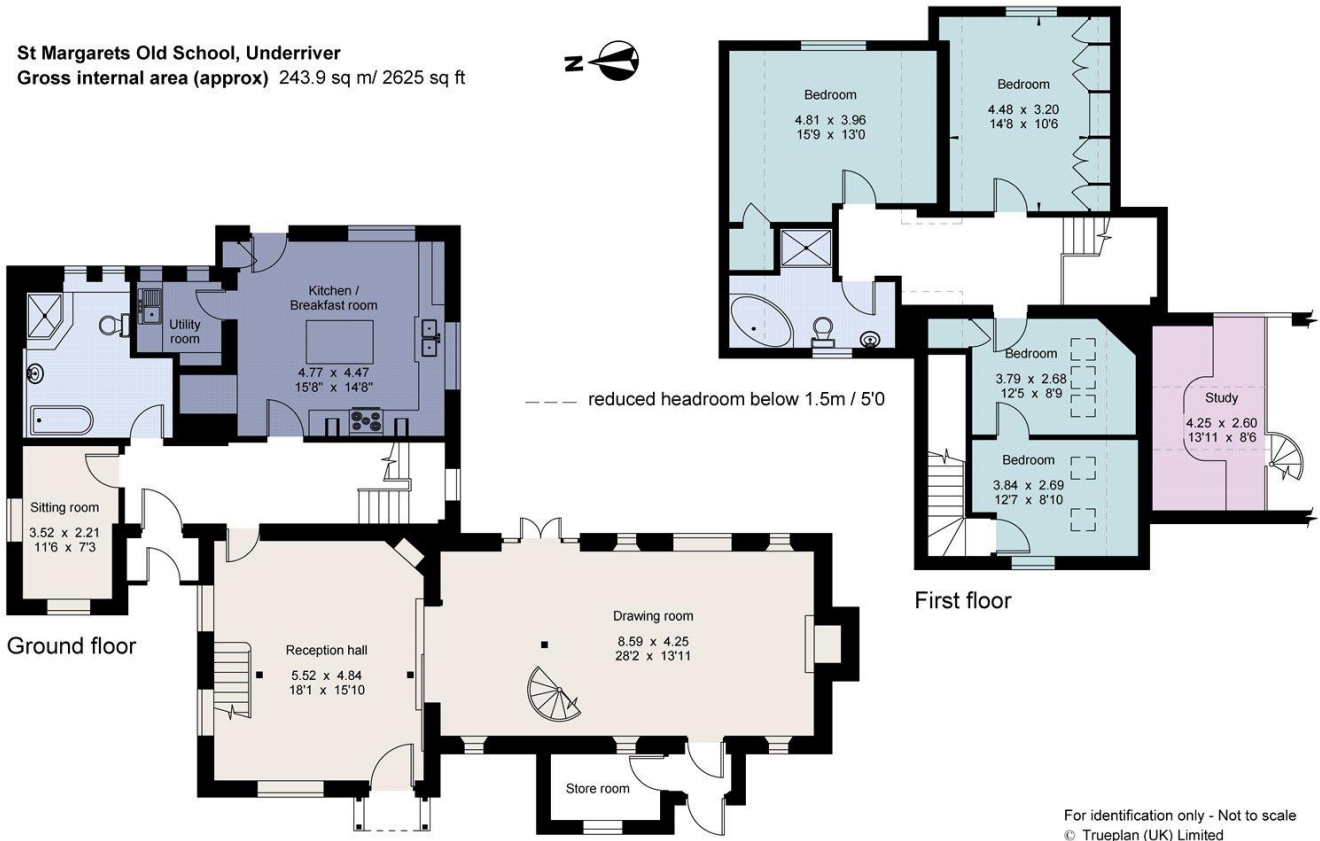 St Margarets Old School, Underriver
Gross internal area (approx) 243.9 sq m/ 2625 sq ft
N
Bedroom
4.81 x 3.96
15'9 x 13'0
Bedroom
4.48 x 3.20
14'8 x 10'6
Kitchen /
Breakfast room
4.77 x 4.47
15'8" x 14'8"
Utility
room
reduced headroom below 1.5m / 5'0
Bedroom
3.79 x 2.68
12'5 x 8'9
Study
4.25 x 2.60
13'11 x 8'6
Bedroom
3.84 x 2.69
12'7 x 8'10
Sitting room
3.52 x 2.21
11'6 x 7'3
First floor
Ground floor
Reception hall
5.52 x 4.84
18'1 x 15'10
Drawing room
8.59 x 4.25
28'2 x 13'11
Store room
For identification only - Not to scale
© Trueplan (UK) Limited